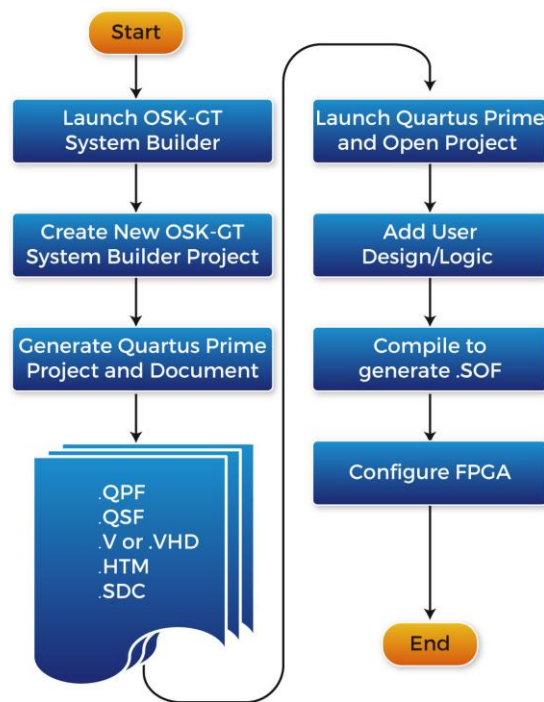 Start
Launch OSK-GT
System Builder
Create New OSK-GT
System Builder Project
Generate Quartus Prime
Project and Document
.QPF
.QSF
.V or .VHD
.HTM
.SDC
Launch Quartus Prime
and Open Project
Add User
Design/Logic
Compile to
generate .SOF
Configure FPGA
End